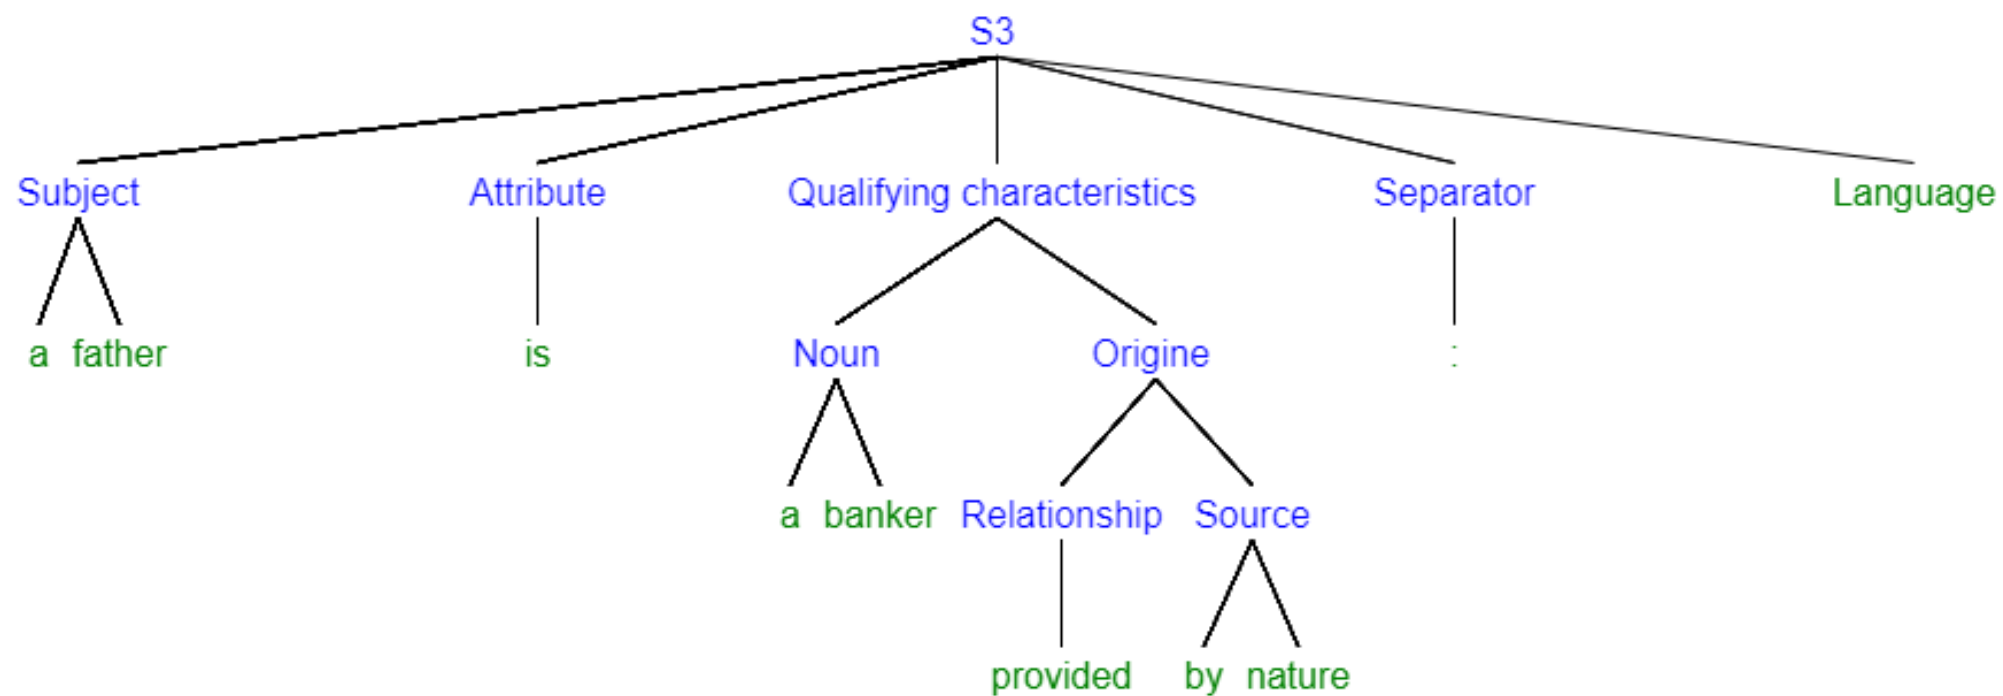 S3
Subject Attribute Qualifying characteristics Separator Language
a father is Noun Origine :
a banker Relationship Source
provided by nature